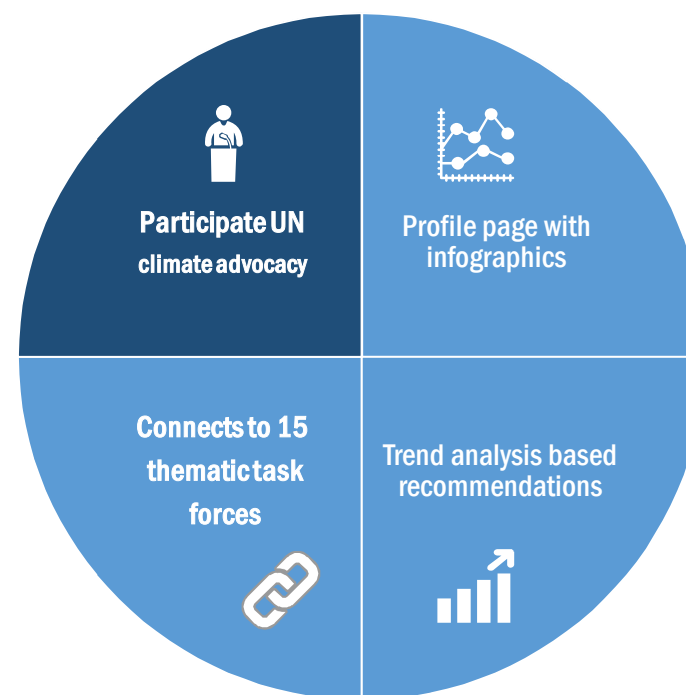 Participate UN
climate advocacy
Profile page with
infographics
Connects to 15
thematic task
forces
Trend analysis based
recommendations